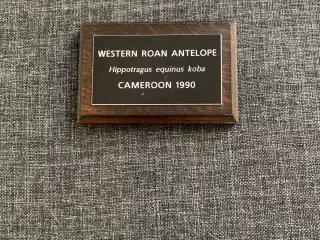 WESTERN ROAN ANTELOPE
Hippotragus equinus koba
CAMEROON 1990